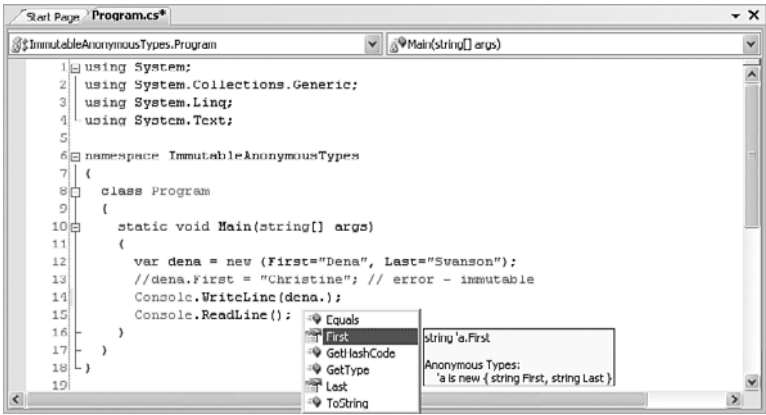 Start Page Program.cs*
ImmutableAnonymousTypes.Program Main(string[] args)
1 using System;
2 using System.Collections.Generic;
3 using System.Linq;
4 using System.Text;
5
6 namespace ImmutableAnonymousTypes
7 {
8 class Program
9 {
10 static void Main(string[] args)
11 {
12 var dena = new {First="Dena", Last="Swanson"};
13 //dena.First = "Christine"; // error - immutable
14 Console.WriteLine(dena.);
15 Console.ReadLine();
16 }
17 }
18 }
19
Equals
First
GetHashCode
GetType
Last
ToString
string 'a.First
Anonymous Types:
'a is new { string First, string Last }